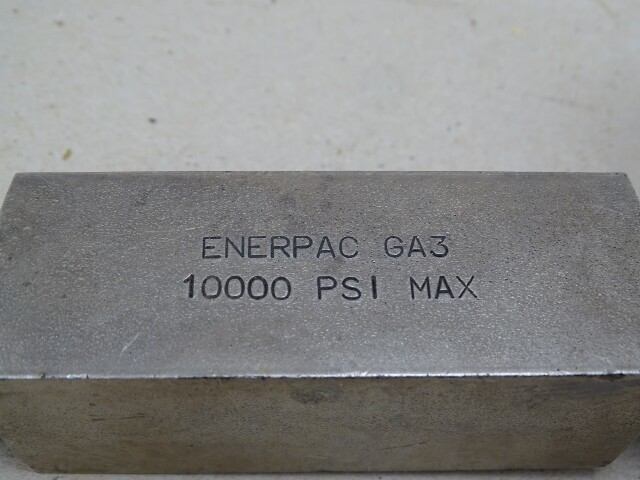 ENERPAC GA3
10000 PSI MAX